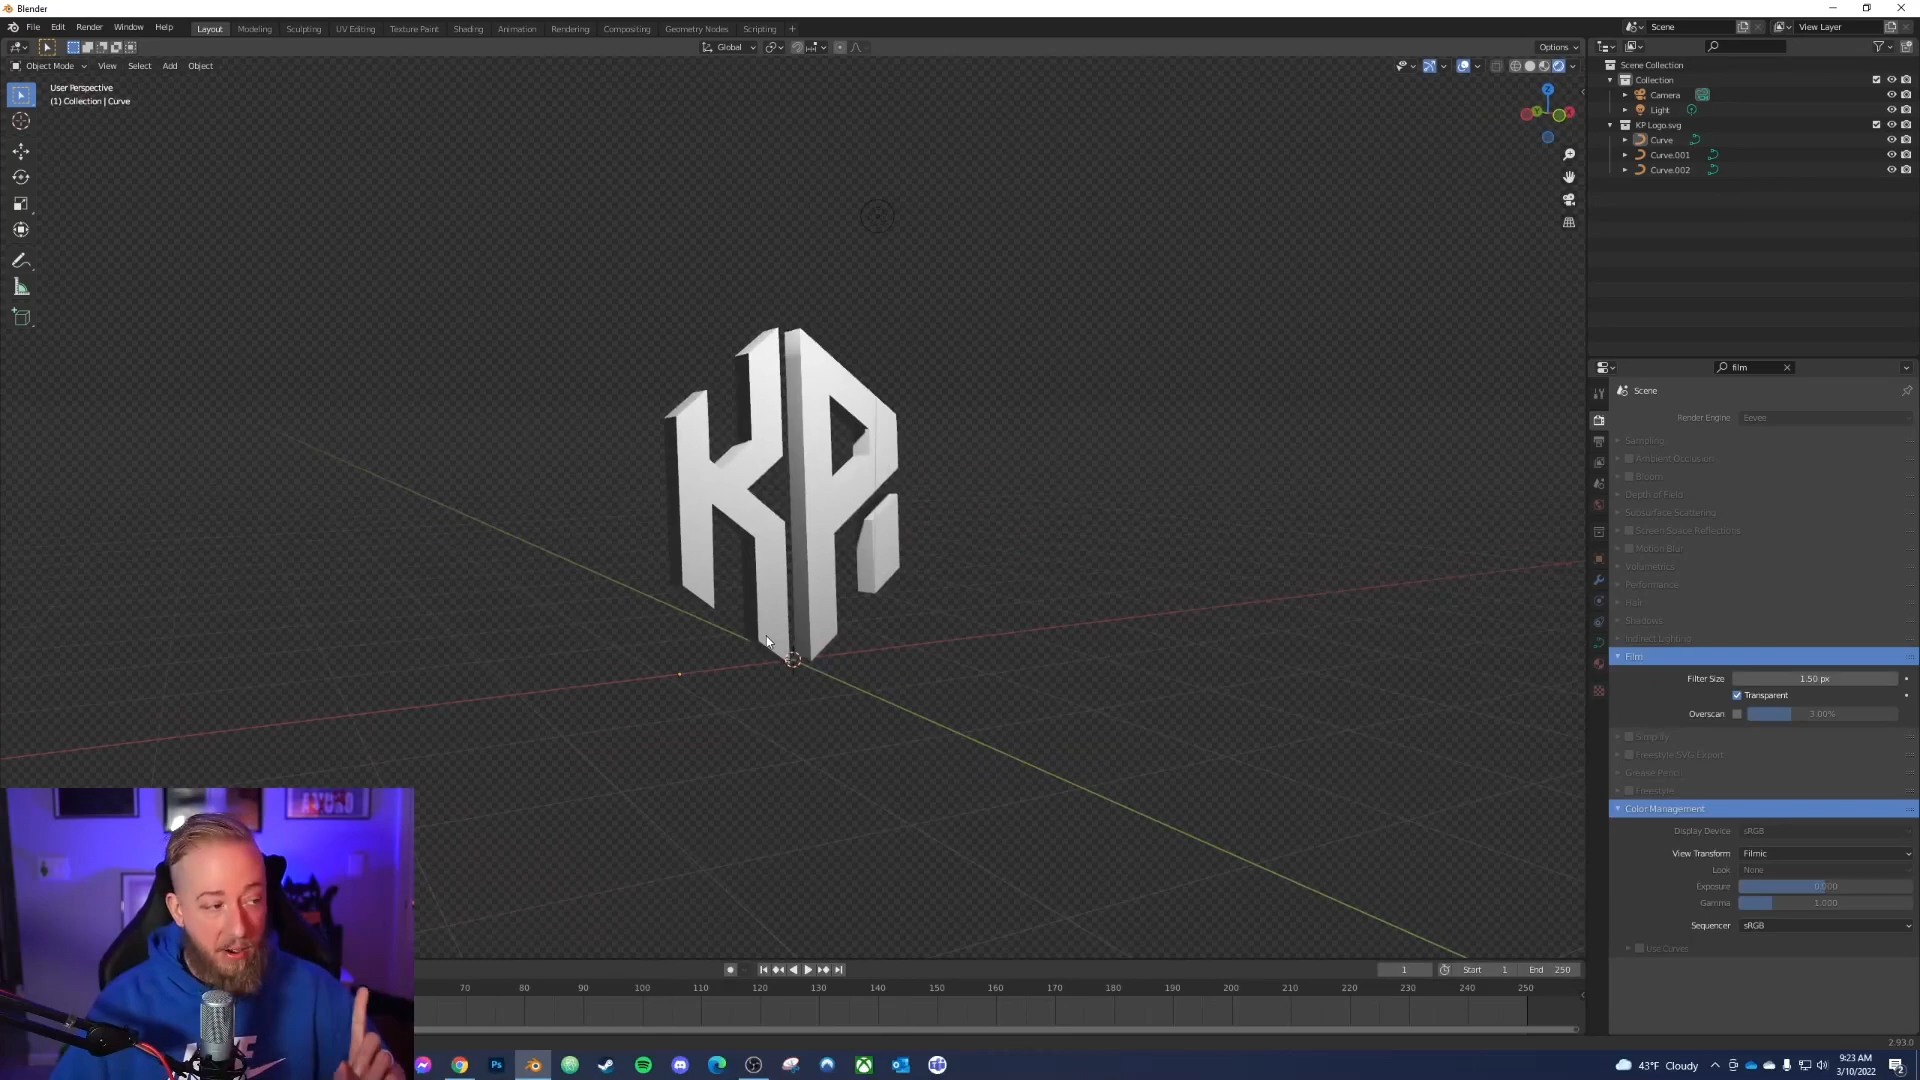 Blender
File Edit Render Window Help Layout Modeling Sculpting UV Editing Texture Paint Shading Animation Rendering Compositing Geometry Nodes Scripting + Scene View Layer
Global Options
Object Mode View Select Add Object
User Perspective
(1) Collection | Curve
Z
Y
X
KP
Scene Collection
Collection
Camera
Light
KP Logo.svg
Curve
Curve.001
Curve.002
film
Scene
Render Engine Eevee
Sampling
Ambient Occlusion
Bloom
Depth of Field
Subsurface Scattering
Screen Space Reflections
Motion Blur
Volumetrics
Performance
Hair
Shadows
Indirect Lighting
Film
Filter Size 1.50 px
Transparent
Overscan 3.00%
Simplify
Freestyle SVG Export
Grease Pencil
Freestyle
Color Management
Display Device sRGB
View Transform Filmic
Look None
Exposure 0.000
Gamma 1.000
Sequencer sRGB
Use Curves
1 Start 1 End 250
70 80 90 100 110 120 130 140 150 160 170 180 190 200 210 220 230 240 250
2.93.0
Ps
43°F Cloudy
9:23 AM
3/10/2022
2